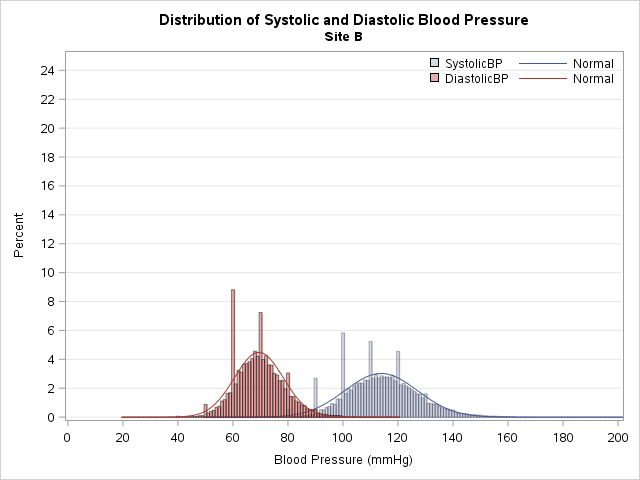 Distribution of Systolic and Diastolic Blood Pressure
Site B
SystolicBP Normal
DiastolicBP Normal
24
22
20
18
16
14
12
10
8
6
4
2
0
Percent
0 20 40 60 80 100 120 140 160 180 200
Blood Pressure (mmHg)